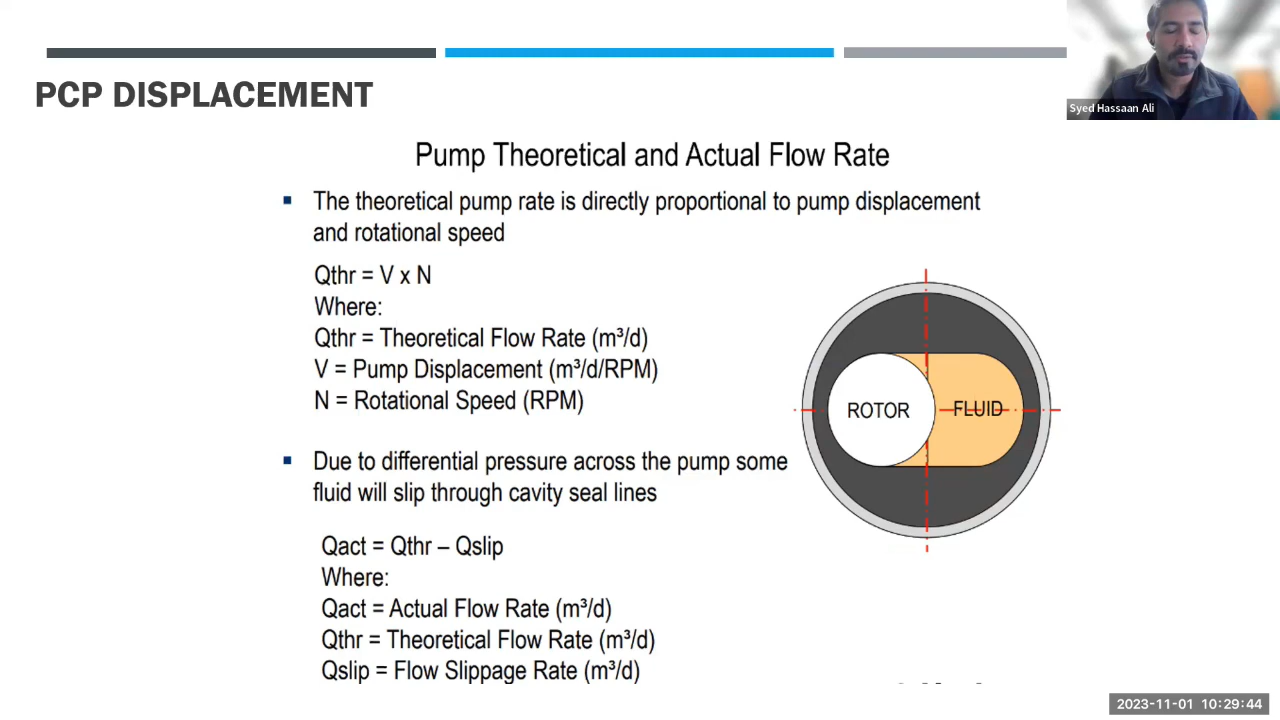 Syed Hassaan Ali
PCP DISPLACEMENT
Pump Theoretical and Actual Flow Rate
▪ The theoretical pump rate is directly proportional to pump displacement
and rotational speed
Qthr = V x N
Where:
Qthr = Theoretical Flow Rate (m³/d)
V = Pump Displacement (m³/d/RPM)
N = Rotational Speed (RPM)
ROTOR
FLUID
▪ Due to differential pressure across the pump some
fluid will slip through cavity seal lines
Qact = Qthr – Qslip
Where:
Qact = Actual Flow Rate (m³/d)
Qthr = Theoretical Flow Rate (m³/d)
Qslip = Flow Slippage Rate (m³/d)
2023-11-01 10:29:44